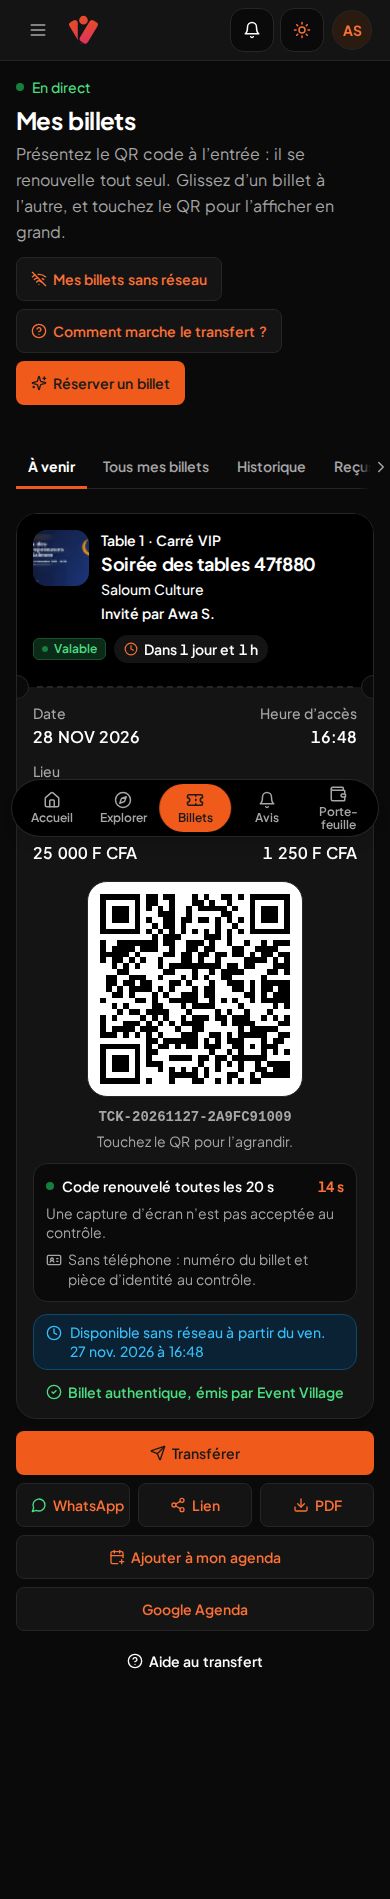 AS
En direct
Mes billets
Présentez le QR code à l’entrée : il se
renouvelle tout seul. Glissez d’un billet à
l’autre, et touchez le QR pour l’afficher en
grand.
Mes billets sans réseau
Comment marche le transfert ?
Réserver un billet
À venir
Tous mes billets
Historique
Reçus
Table 1 · Carré VIP
Soirée des tables 47f880
Saloum Culture
Invité par Awa S.
Valable
Dans 1 jour et 1 h
Date
Heure d’accès
28 NOV 2026
16:48
Lieu
Accueil
Explorer
Billets
Avis
Porte-
feuille
25 000 F CFA
1 250 F CFA
TCK-20261127-2A9FC91009
Touchez le QR pour l’agrandir.
Code renouvelé toutes les 20 s
14 s
Une capture d’écran n’est pas acceptée au
contrôle.
Sans téléphone : numéro du billet et
pièce d’identité au contrôle.
Disponible sans réseau à partir du ven.
27 nov. 2026 à 16:48
Billet authentique, émis par Event Village
Transférer
WhatsApp
Lien
PDF
Ajouter à mon agenda
Google Agenda
Aide au transfert